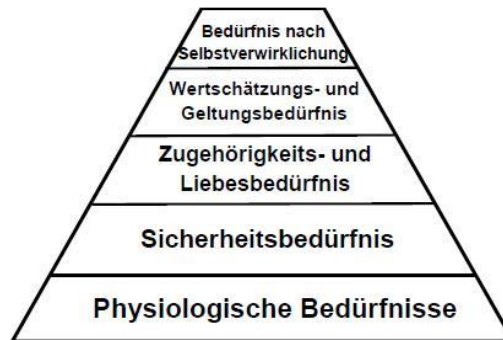 Bedürfnis nach
Selbstverwirklichung
Wertschätzungs- und
Geltungsbedürfnis
Zugehörigkeits- und
Liebesbedürfnis
Sicherheitsbedürfnis
Physiologische Bedürfnisse